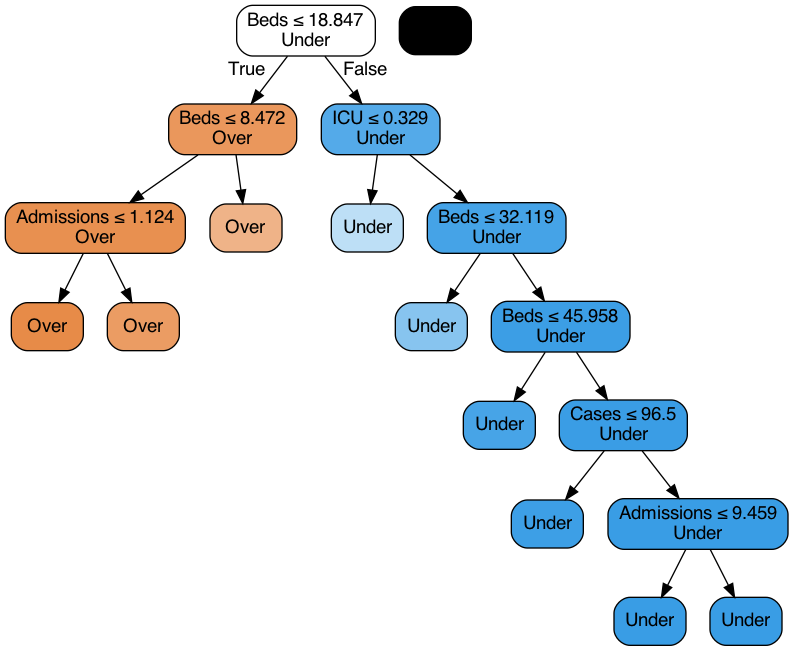 Beds ≤ 18.847
Under
True
False
Beds ≤ 8.472
Over
ICU ≤ 0.329
Under
Admissions ≤ 1.124
Over
Over
Under
Beds ≤ 32.119
Under
Over
Over
Under
Beds ≤ 45.958
Under
Under
Cases ≤ 96.5
Under
Under
Admissions ≤ 9.459
Under
Under
Under